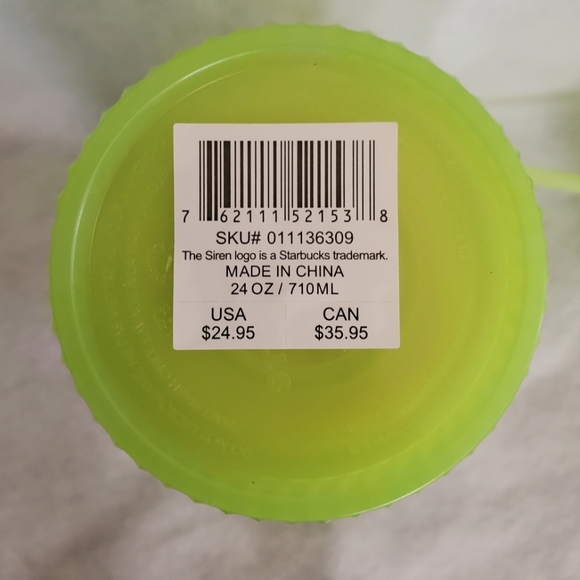 7 62111 52153 8
SKU# 011136309
The Siren logo is a Starbucks trademark.
MADE IN CHINA
24 OZ / 710ML
USA CAN
$24.95 $35.95